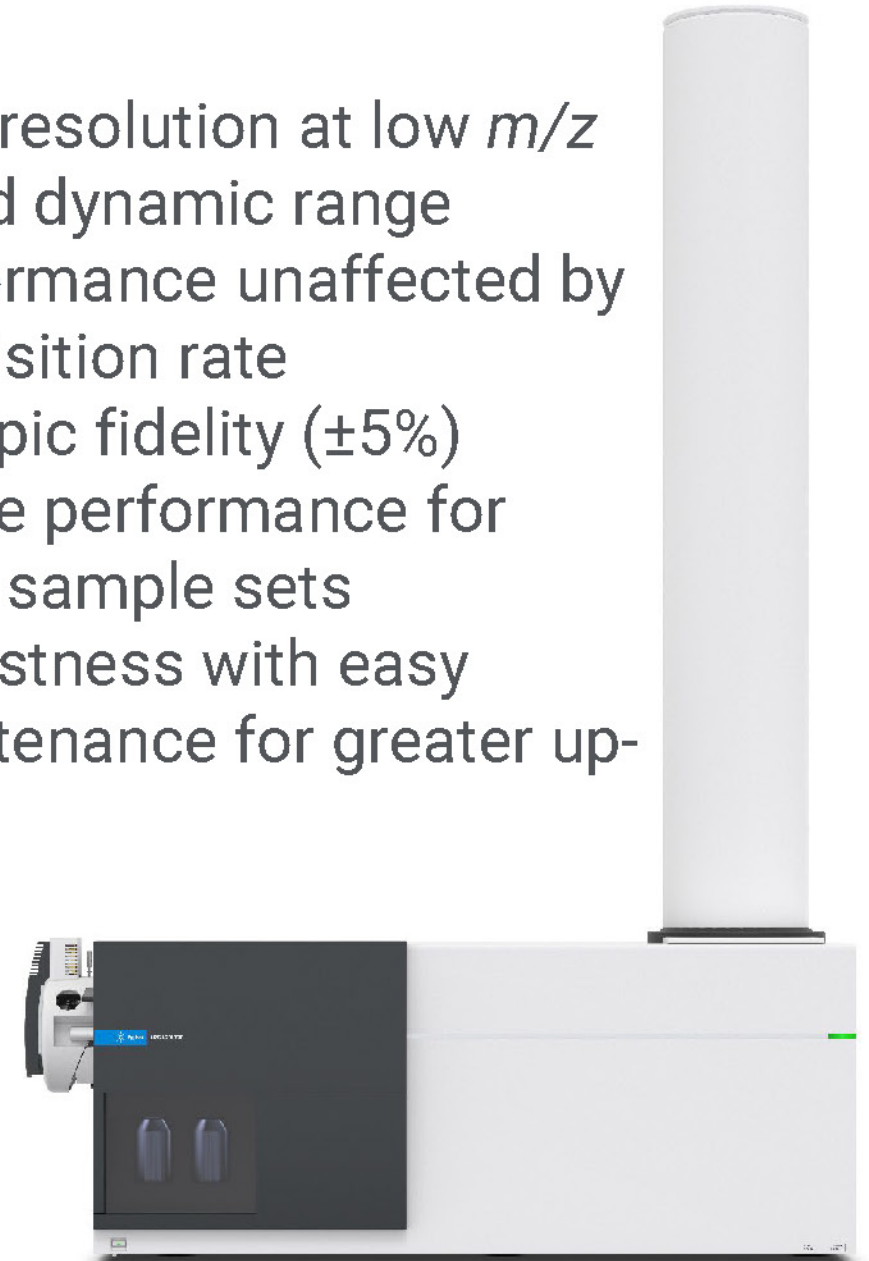 resolution at low m/z
d dynamic range
rmance unaffected by
sition rate
pic fidelity (±5%)
e performance for
sample sets
stness with easy
tenance for greater up-
Agilent